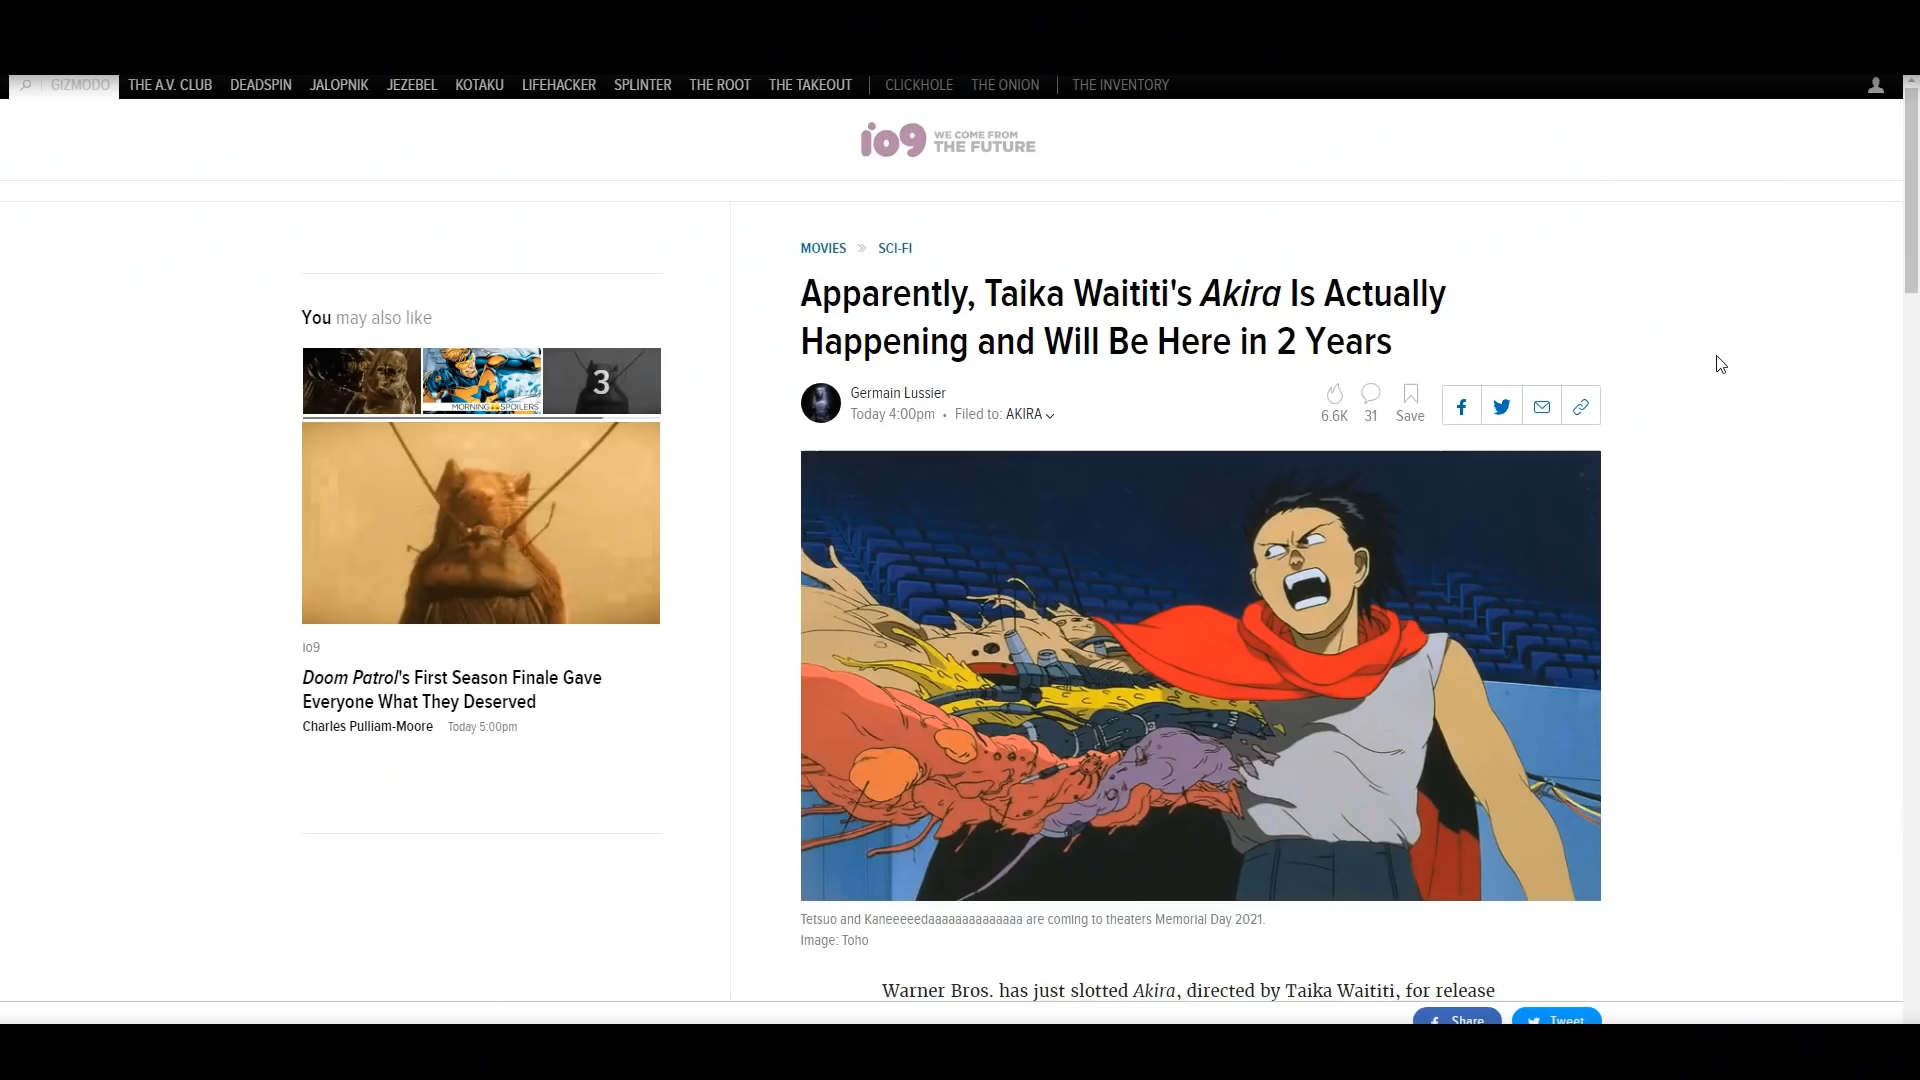 GIZMODO THE A.V. CLUB DEADSPIN JALOPNIK JEZEBEL KOTAKU LIFEHACKER SPLINTER THE ROOT THE TAKEOUT CLICKHOLE THE ONION THE INVENTORY
io9 WE COME FROM
THE FUTURE
You may also like
MORNING SPOILERS
3
Io9
Doom Patrol's First Season Finale Gave
Everyone What They Deserved
Charles Pulliam-Moore Today 5:00pm
MOVIES » SCI-FI
Apparently, Taika Waititi's Akira Is Actually
Happening and Will Be Here in 2 Years
Germain Lussier
Today 4:00pm • Filed to: AKIRA
6.6K 31 Save
Tetsuo and Kaneeeeedaaaaaaaaaaaaaa are coming to theaters Memorial Day 2021.
Image: Toho
Warner Bros. has just slotted Akira, directed by Taika Waititi, for release
Share Tweet